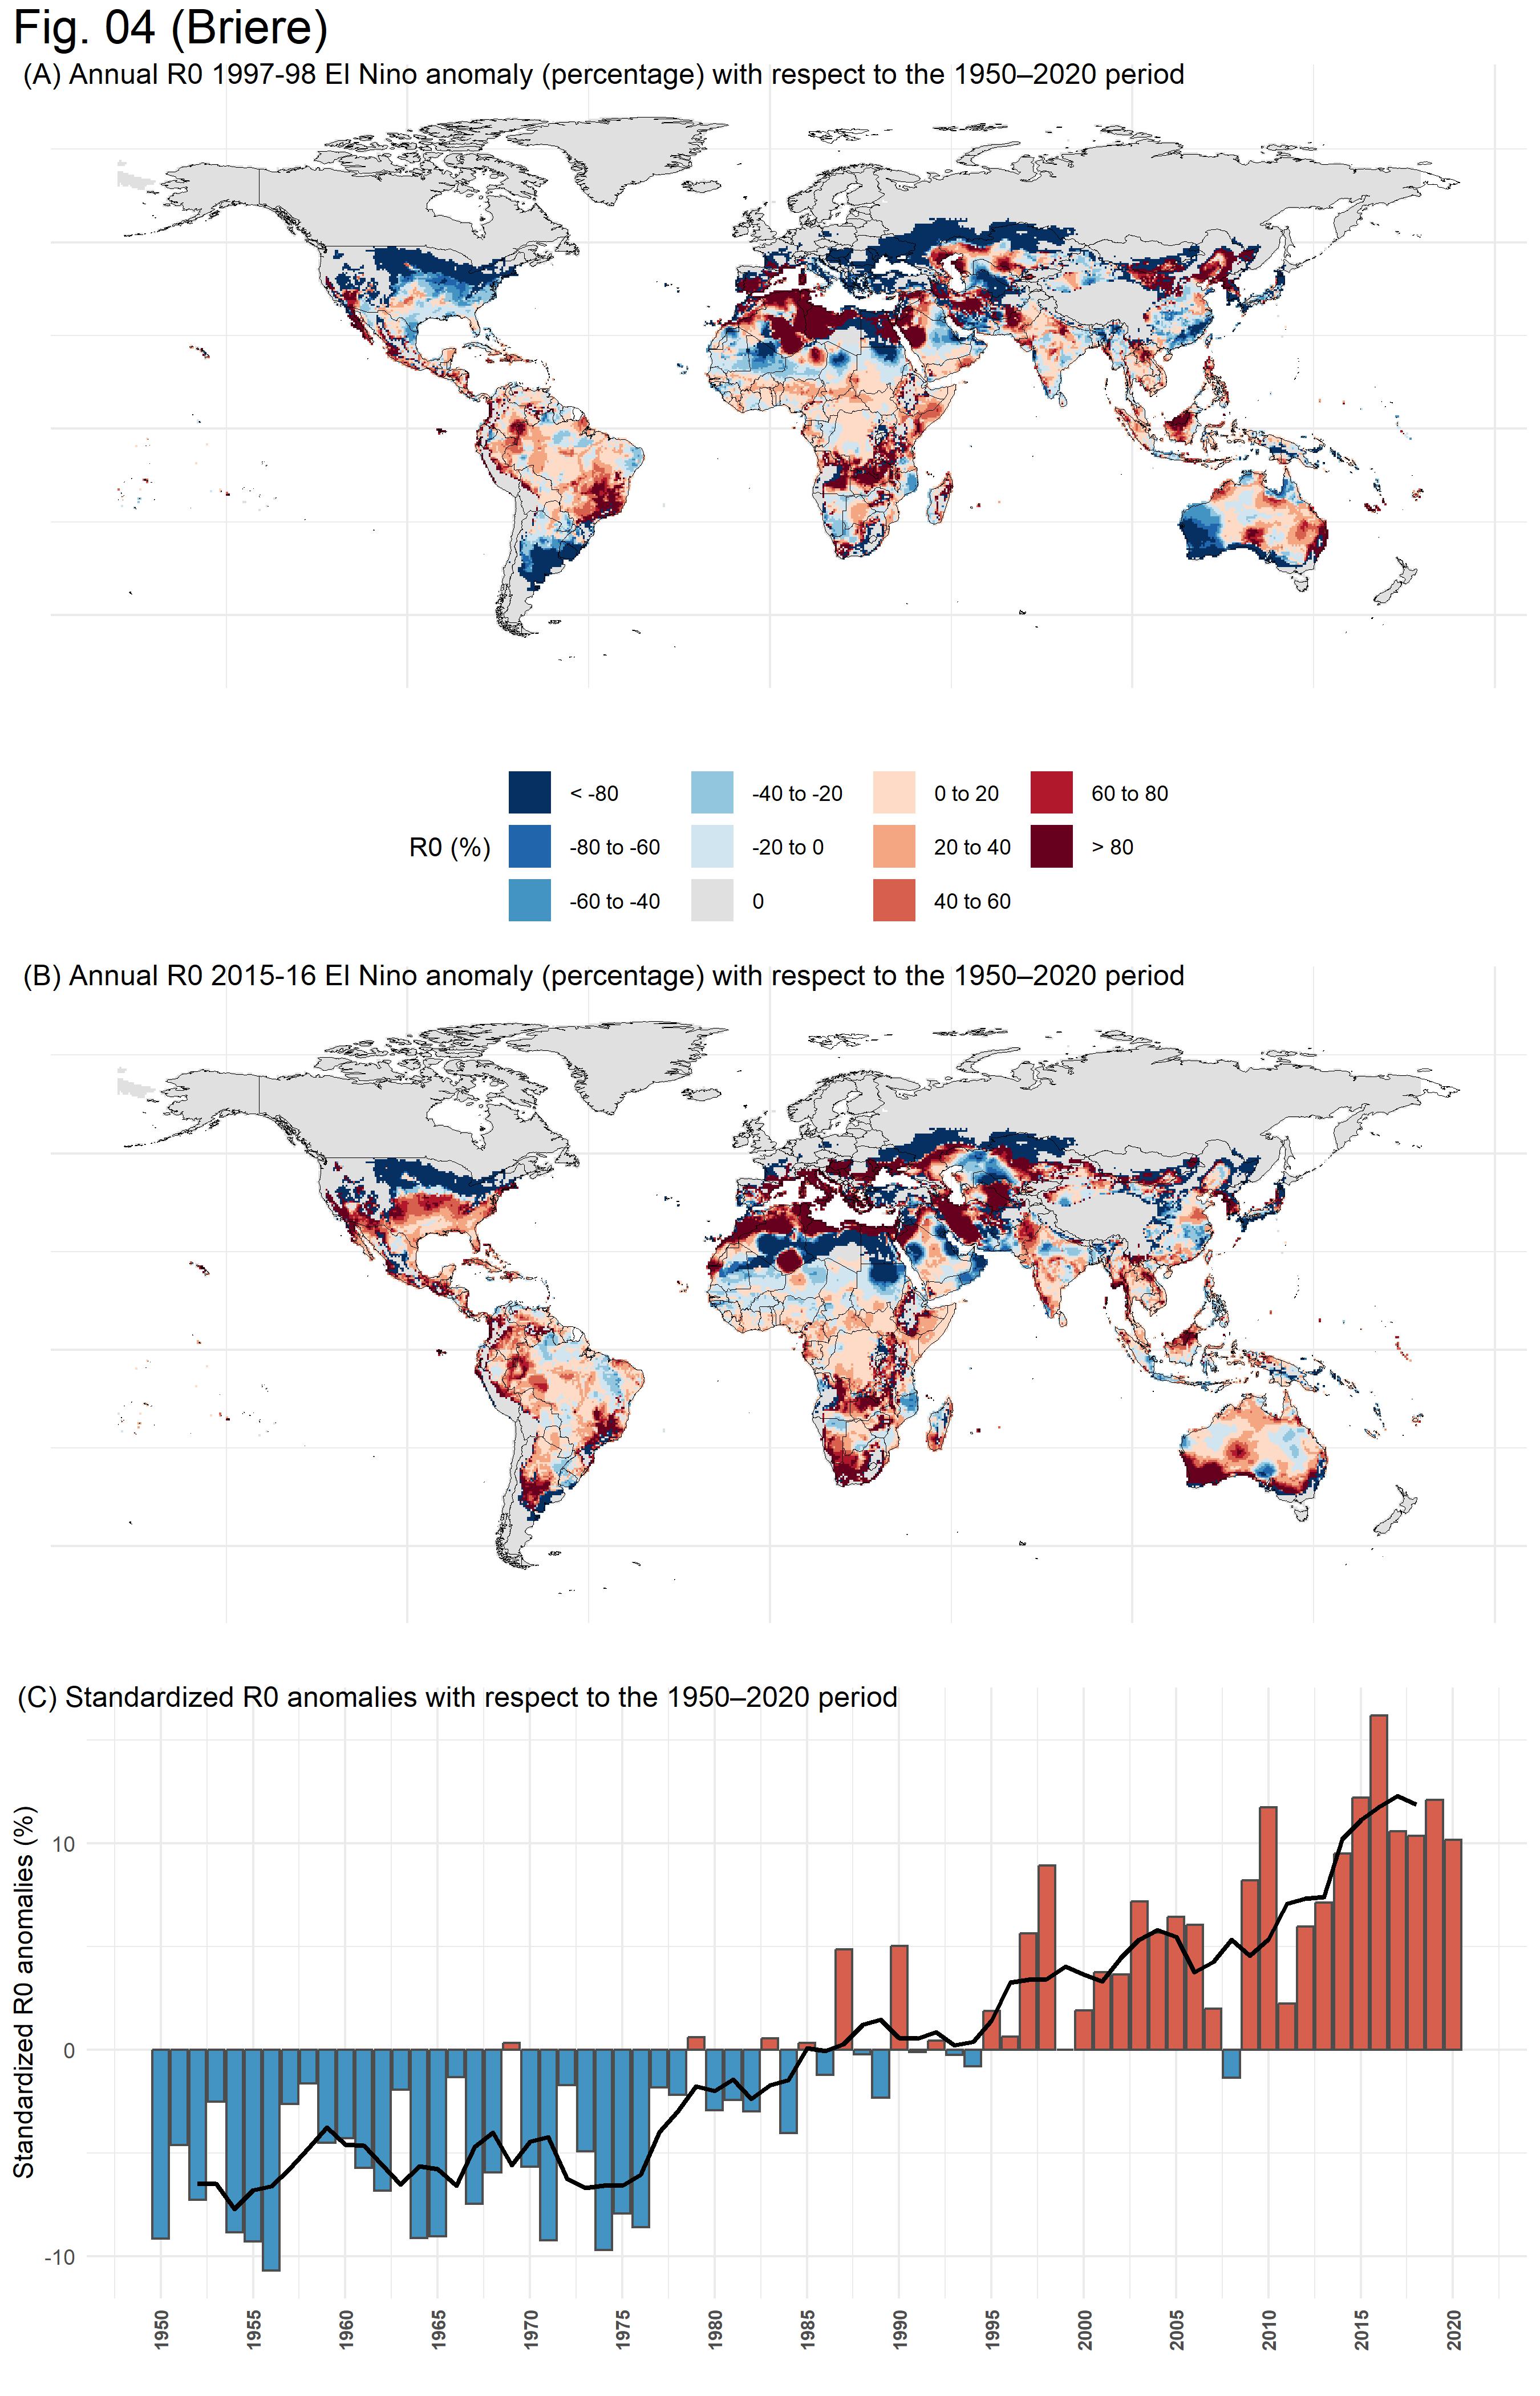 Fig. 04 (Briere)
(A) Annual R0 1997-98 El Nino anomaly (percentage) with respect to the 1950–2020 period
R0 (%)
< -80
-80 to -60
-60 to -40
-40 to -20
-20 to 0
0
0 to 20
20 to 40
40 to 60
60 to 80
> 80
(B) Annual R0 2015-16 El Nino anomaly (percentage) with respect to the 1950–2020 period
(C) Standardized R0 anomalies with respect to the 1950–2020 period
Standardized R0 anomalies (%)
10
0
-10
1950
1955
1960
1965
1970
1975
1980
1985
1990
1995
2000
2005
2010
2015
2020